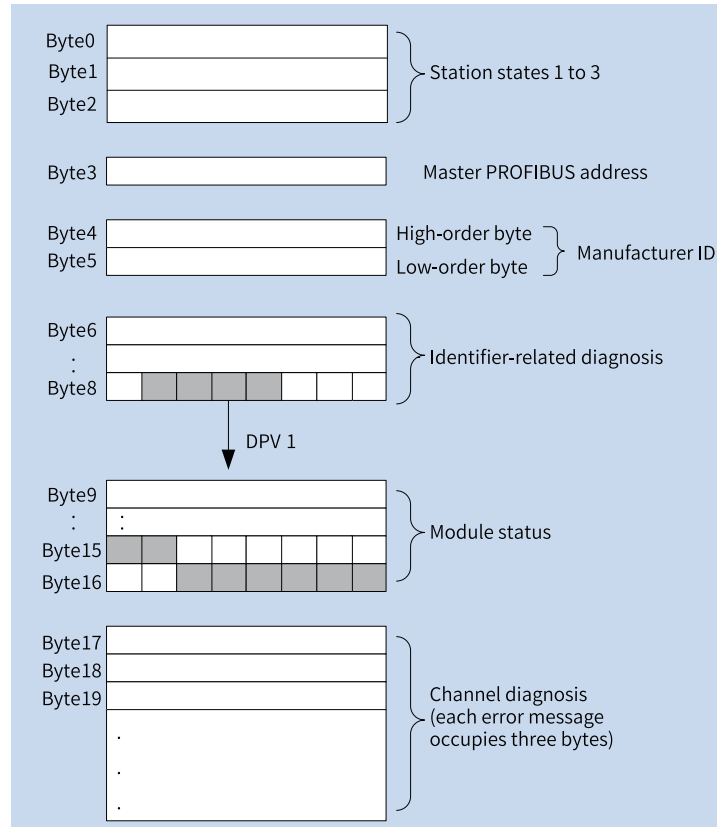 Byte0
Byte1
Station states 1 to 3
Byte2
Byte3
Master PROFIBUS address
Byte4
High-order byte
Manufacturer ID
Byte5
Low-order byte
Byte6
:
Identifier-related diagnosis
Byte8
DPV 1
Byte9
: :
Module status
Byte15
Byte16
Byte17
Byte18
Byte19
Channel diagnosis
(each error message
occupies three bytes)
.
.
.